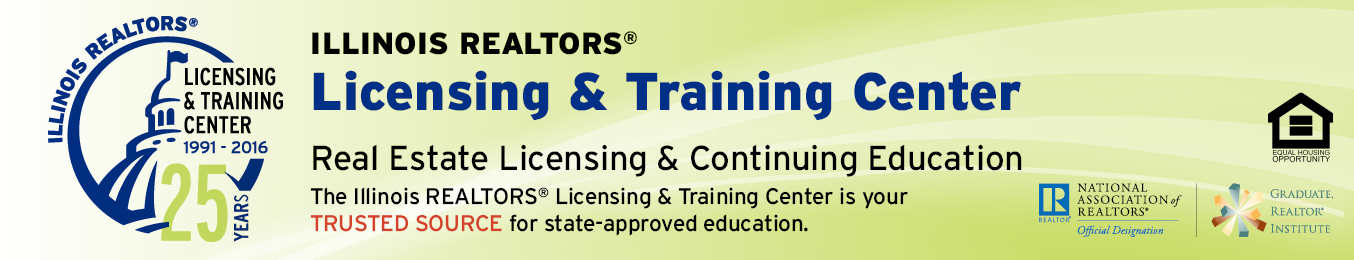 ILLINOIS REALTORS®
LICENSING
& TRAINING
CENTER
1991 - 2016
25
YEARS
ILLINOIS REALTORS®
Licensing & Training Center
Real Estate Licensing & Continuing Education
The Illinois REALTORS® Licensing & Training Center is your
TRUSTED SOURCE for state-approved education.
EQUAL HOUSING
OPPORTUNITY
R
REALTOR®
NATIONAL
ASSOCIATION of
REALTORS®
Official Designation
GRADUATE,
REALTOR®
INSTITUTE